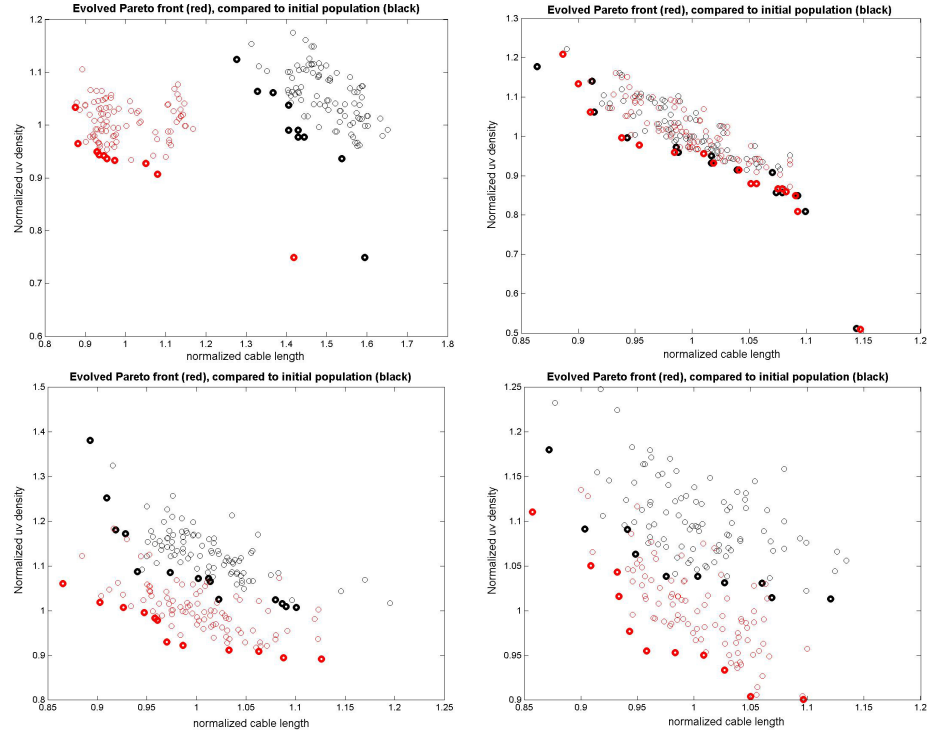 Evolved Pareto front (red), compared to initial population (black)
1.2
1.1
1
0.9
0.8
0.7
0.6
Normalized uv density
0.8 0.9 1 1.1 1.2 1.3 1.4 1.5 1.6 1.7 1.8
normalized cable length
Evolved Pareto front (red), compared to initial population (black)
1.3
1.2
1.1
1
0.9
0.8
0.7
0.6
0.5
Normalized uv density
0.85 0.9 0.95 1 1.05 1.1 1.15 1.2
normalized cable length
Evolved Pareto front (red), compared to initial population (black)
1.5
1.4
1.3
1.2
1.1
1
0.9
0.8
Normalized uv density
0.85 0.9 0.95 1 1.05 1.1 1.15 1.2 1.25
normalized cable length
Evolved Pareto front (red), compared to initial population (black)
1.25
1.2
1.15
1.1
1.05
1
0.95
0.9
Normalized uv density
0.85 0.9 0.95 1 1.05 1.1 1.15 1.2
normalized cable length